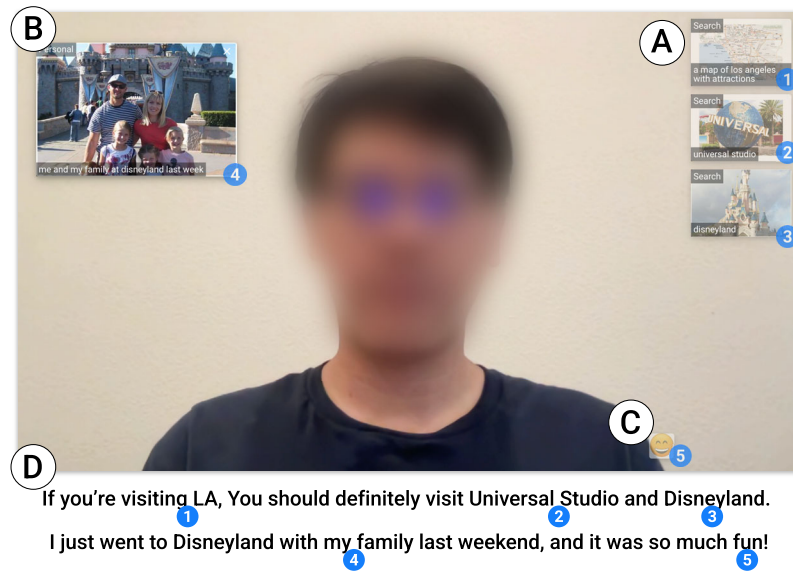 B
A
C
D
Personal
me and my family at disneyland last week
4
Search
a map of los angeles
with attractions
1
Search
UNIVERSAL
universal studio
2
Search
disneyland
3
5
If you're visiting LA, You should definitely visit Universal Studio and Disneyland.
1
2
3
I just went to Disneyland with my family last weekend, and it was so much fun!
4
5